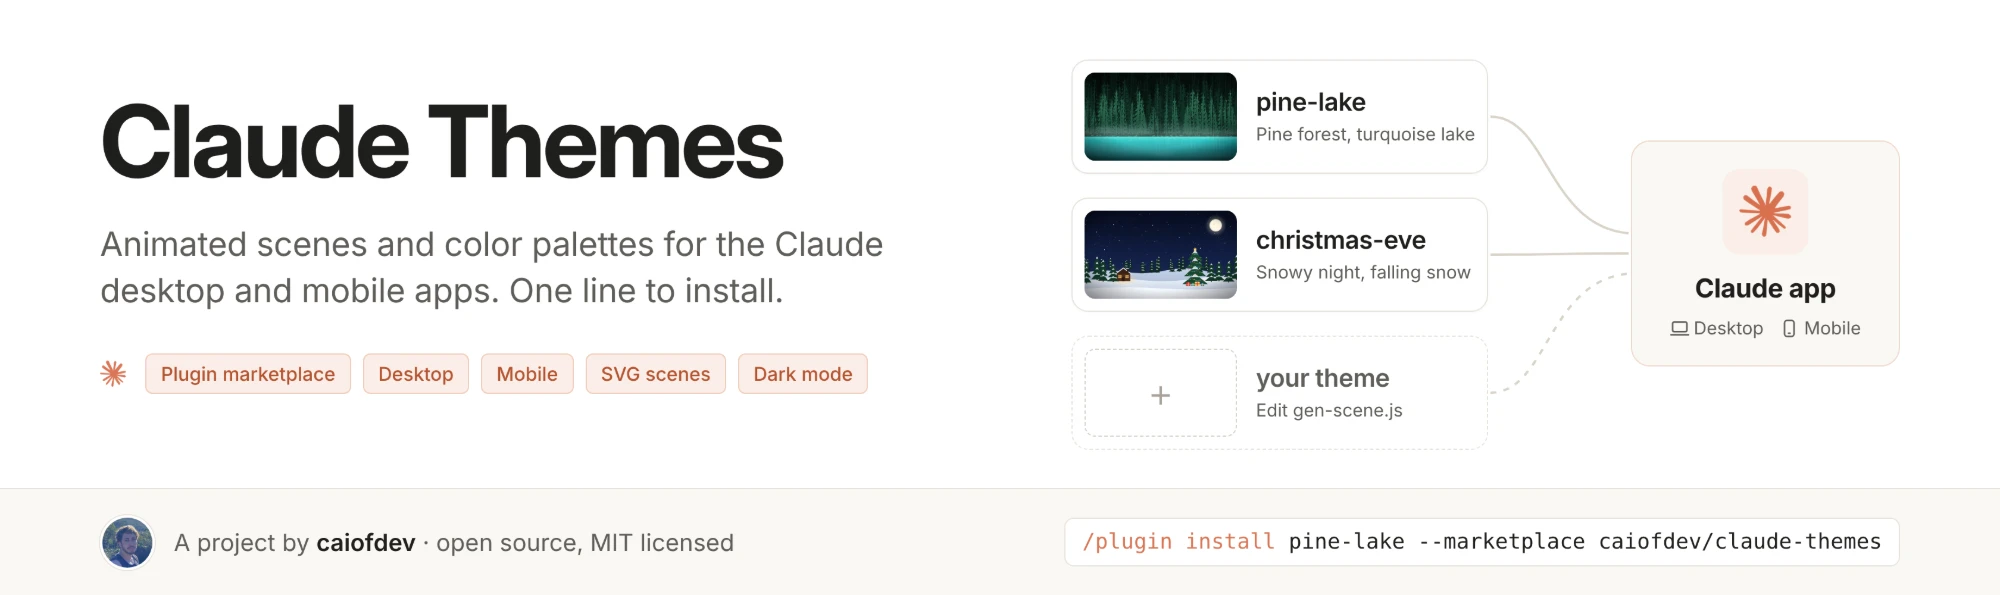 Claude Themes
Animated scenes and color palettes for the Claude
desktop and mobile apps. One line to install.
Plugin marketplace
Desktop
Mobile
SVG scenes
Dark mode
pine-lake
Pine forest, turquoise lake
christmas-eve
Snowy night, falling snow
+
your theme
Edit gen-scene.js
Claude app
Desktop
Mobile
A project by caiofdev · open source, MIT licensed
/plugin install pine-lake --marketplace caiofdev/claude-themes